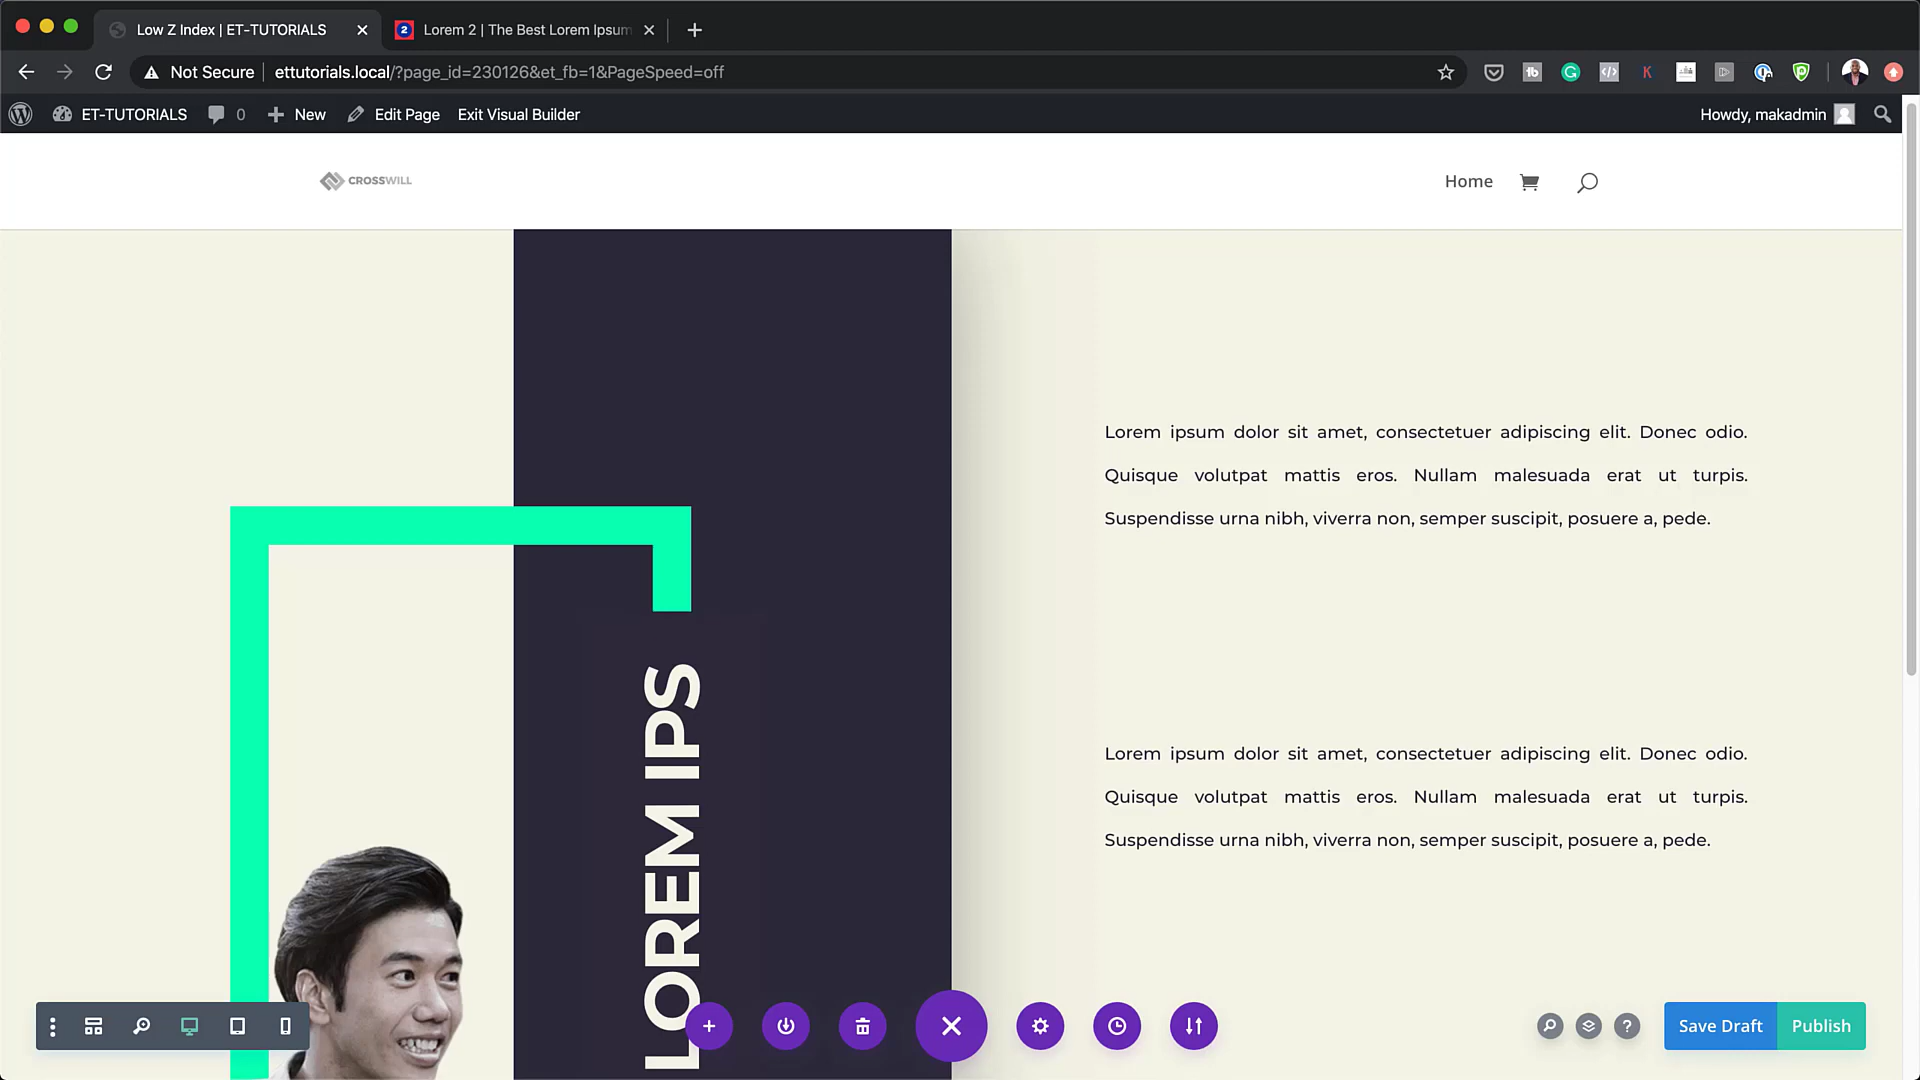 Low Z Index | ET-TUTORIALS
Lorem 2 | The Best Lorem Ipsum
Not Secure
ettutorials.local/?page_id=230126&et_fb=1&PageSpeed=off
ET-TUTORIALS
0
New
Edit Page
Exit Visual Builder
Howdy, makadmin
CROSSWILL
Home
Lorem ipsum dolor sit amet, consectetuer adipiscing elit. Donec odio.
Quisque volutpat mattis eros. Nullam malesuada erat ut turpis.
Suspendisse urna nibh, viverra non, semper suscipit, posuere a, pede.
LOREM IPS
Lorem ipsum dolor sit amet, consectetuer adipiscing elit. Donec odio.
Quisque volutpat mattis eros. Nullam malesuada erat ut turpis.
Suspendisse urna nibh, viverra non, semper suscipit, posuere a, pede.
Save Draft
Publish